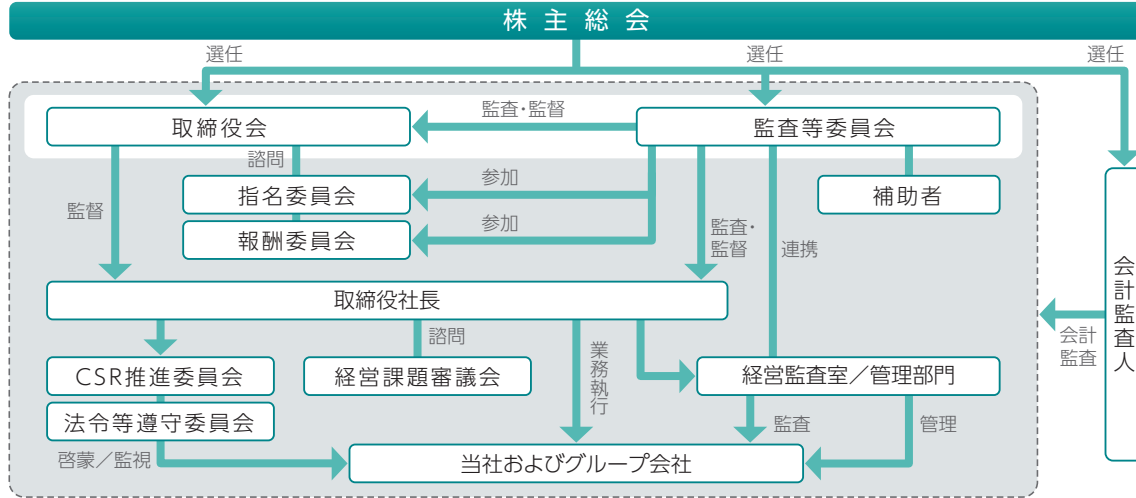 株主総会
選任
選任
選任
取締役会
監査・監督
監査等委員会
諮問
指名委員会
参加
補助者
監督
報酬委員会
参加
監査・
監督
連携
取締役社長
会計監査人
諮問
業務執行
会計
監査
CSR推進委員会
経営課題審議会
経営監査室／管理部門
法令等遵守委員会
監査
管理
啓蒙／監視
当社およびグループ会社